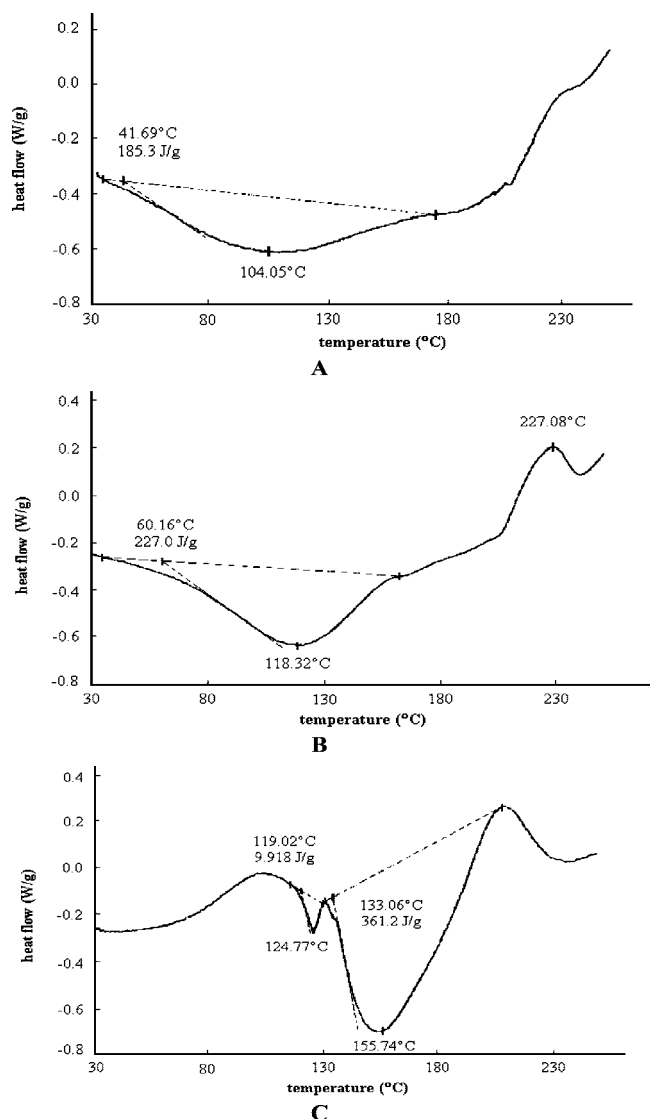 0.2
0.0
-0.2
-0.4
-0.6
-0.8
heat flow (W/g)
41.69°C
185.3 J/g
104.05°C
30
80
130
180
230
temperature (°C)
A
0.4
0.2
0.0
-0.2
-0.4
-0.6
-0.8
heat flow (W/g)
227.08°C
60.16°C
227.0 J/g
118.32°C
30
80
130
180
230
temperature (°C)
B
0.4
0.2
0.0
-0.2
-0.4
-0.6
-0.8
heat flow (W/g)
119.02°C
9.918 J/g
133.06°C
361.2 J/g
124.77°C
155.74°C
30
80
130
180
230
temperature (°C)
C